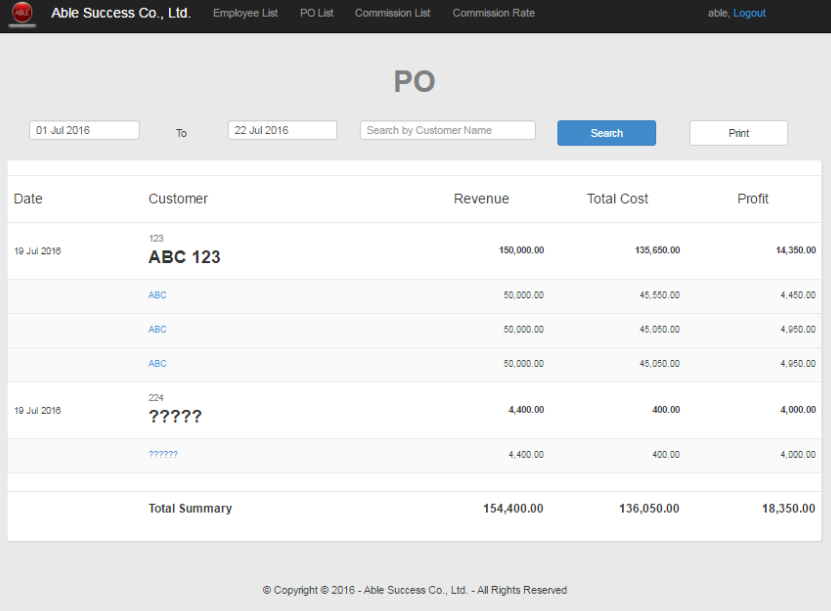 ABLE
Able Success Co., Ltd. Employee List PO List Commission List Commission Rate able, Logout
PO
01 Jul 2016 To 22 Jul 2016 Search by Customer Name Search Print
Date Customer Revenue Total Cost Profit
123
19 Jul 2016 ABC 123 150,000.00 135,650.00 14,350.00
ABC 50,000.00 45,550.00 4,450.00
ABC 50,000.00 45,050.00 4,950.00
ABC 50,000.00 45,050.00 4,950.00
224
19 Jul 2016 ????? 4,400.00 400.00 4,000.00
?????? 4,400.00 400.00 4,000.00
Total Summary 154,400.00 136,050.00 18,350.00
© Copyright © 2016 - Able Success Co., Ltd. - All Rights Reserved